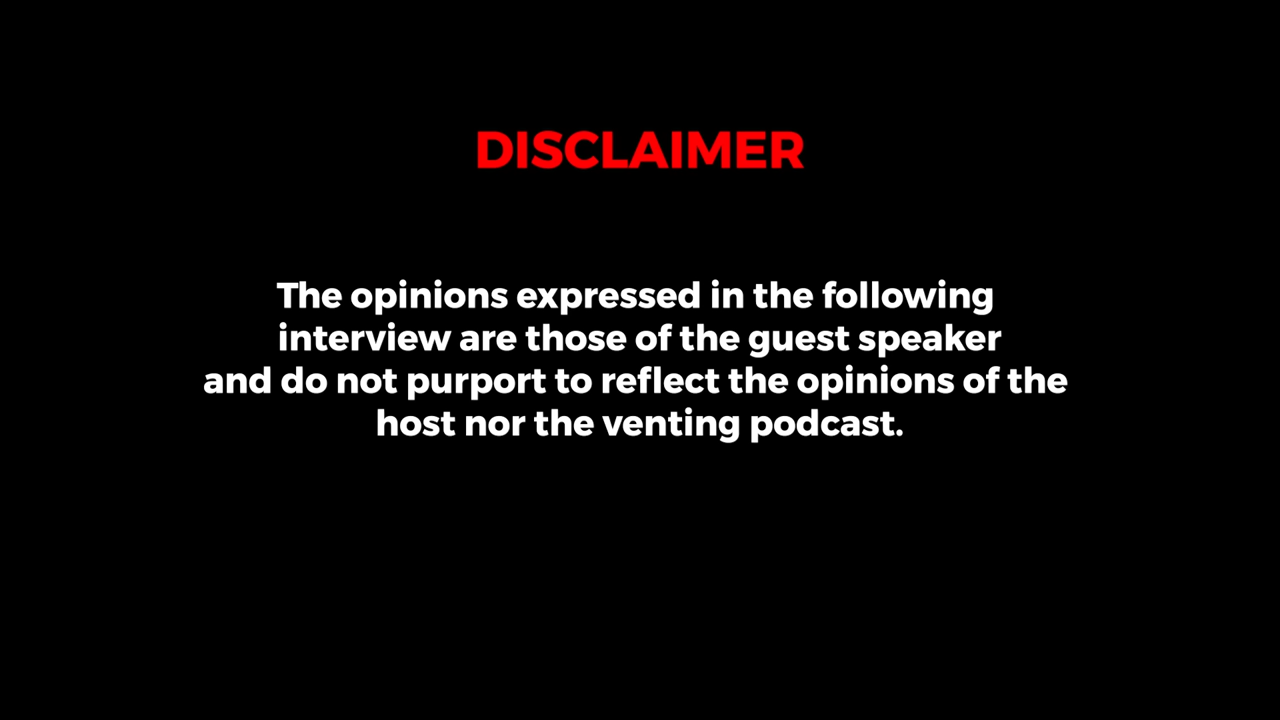 DISCLAIMER
The opinions expressed in the following
interview are those of the guest speaker
and do not purport to reflect the opinions of the
host nor the venting podcast.